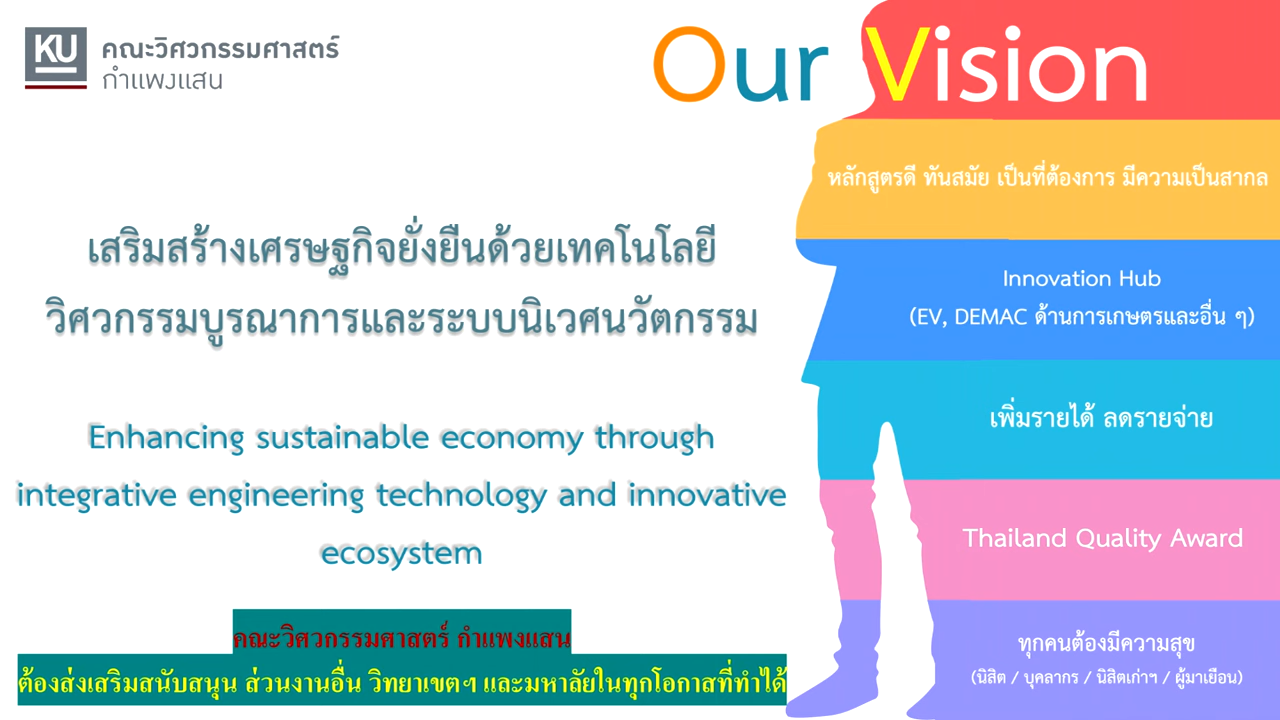 KU
คณะวิศวกรรมศาสตร์
กำแพงแสน
Our Vision
เสริมสร้างเศรษฐกิจยั่งยืนด้วยเทคโนโลยี
วิศวกรรมบูรณาการและระบบนิเวศนวัตกรรม
Enhancing sustainable economy through
integrative engineering technology and innovative
ecosystem
คณะวิศวกรรมศาสตร์ กำแพงแสน
ต้องส่งเสริมสนับสนุน ส่วนงานอื่น วิทยาเขตฯ และมหาลัยในทุกโอกาสที่ทำได้
หลักสูตรดี ทันสมัย เป็นที่ต้องการ มีความเป็นสากล
Innovation Hub
(EV, DEMAC ด้านการเกษตรและอื่น ๆ)
เพิ่มรายได้ ลดรายจ่าย
Thailand Quality Award
ทุกคนต้องมีความสุข
(นิสิต / บุคลากร / นิสิตเก่าฯ / ผู้มาเยือน)